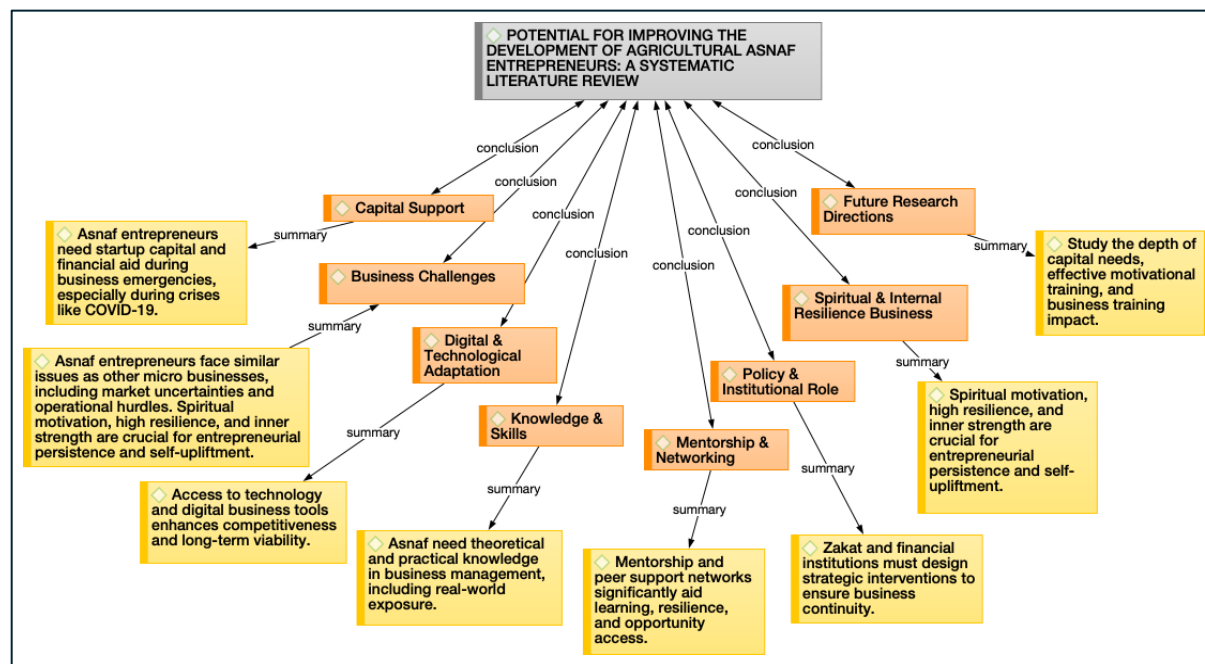 POTENTIAL FOR IMPROVING THE
DEVELOPMENT OF AGRICULTURAL ASNAF
ENTREPRENEURS: A SYSTEMATIC
LITERATURE REVIEW
conclusion
conclusion
conclusion
conclusion
conclusion
conclusion
conclusion
conclusion
Capital Support
summary
Asnaf entrepreneurs
need startup capital and
financial aid during
business emergencies,
especially during crises
like COVID-19.
Business Challenges
summary
Asnaf entrepreneurs face similar
issues as other micro businesses,
including market uncertainties and
operational hurdles. Spiritual
motivation, high resilience, and inner
strength are crucial for entrepreneurial
persistence and self-upliftment.
Digital &
Technological
Adaptation
summary
Access to technology
and digital business tools
enhances competitiveness
and long-term viability.
Knowledge &
Skills
summary
Asnaf need theoretical
and practical knowledge
in business management,
including real-world
exposure.
Mentorship &
Networking
summary
Mentorship and
peer support networks
significantly aid
learning, resilience,
and opportunity
access.
Policy &
Institutional Role
summary
Zakat and financial
institutions must design
strategic interventions to
ensure business
continuity.
Spiritual & Internal
Resilience Business
summary
Spiritual motivation,
high resilience, and
inner strength are
crucial for
entrepreneurial
persistence and self-
upliftment.
Future Research
Directions
summary
Study the depth of
capital needs,
effective motivational
training, and
business training
impact.